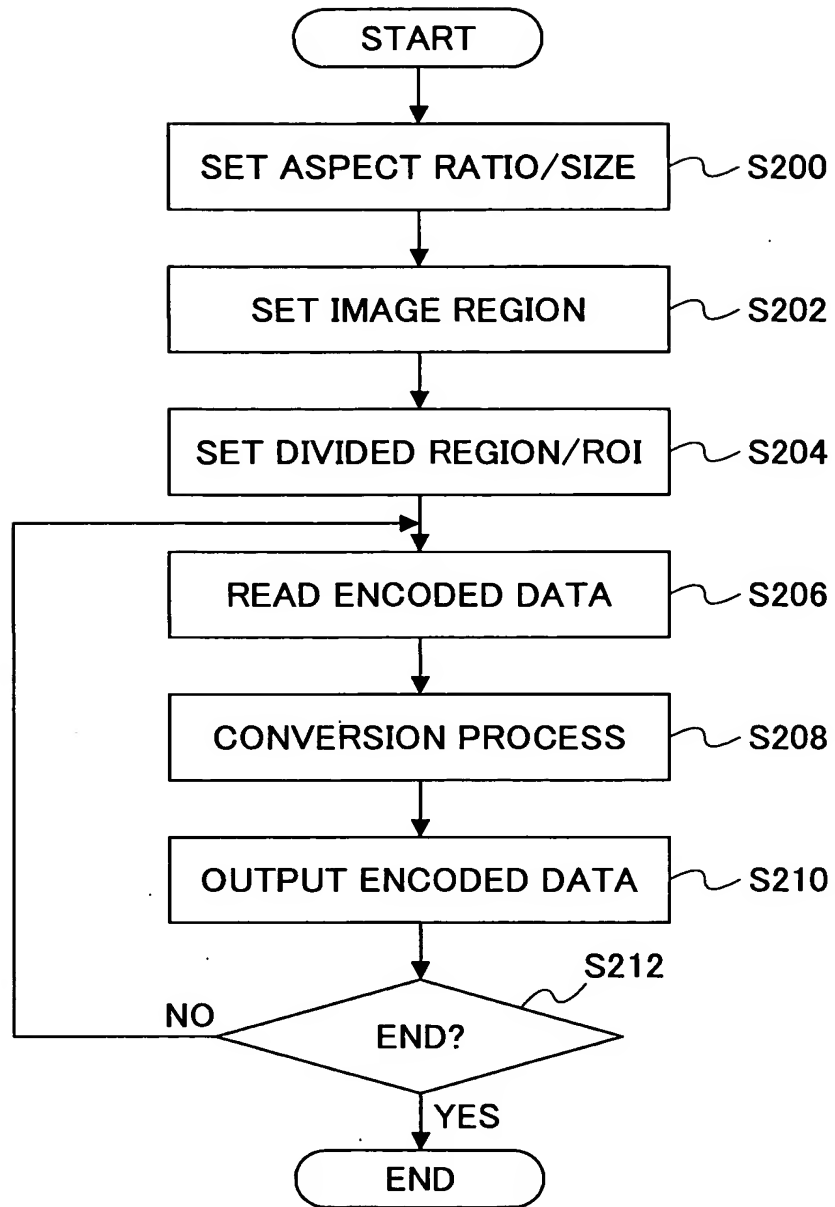 START
SET ASPECT RATIO/SIZE S200
SET IMAGE REGION S202
SET DIVIDED REGION/ROI S204
READ ENCODED DATA S206
CONVERSION PROCESS S208
OUTPUT ENCODED DATA S210
S212
NO
END?
YES
END